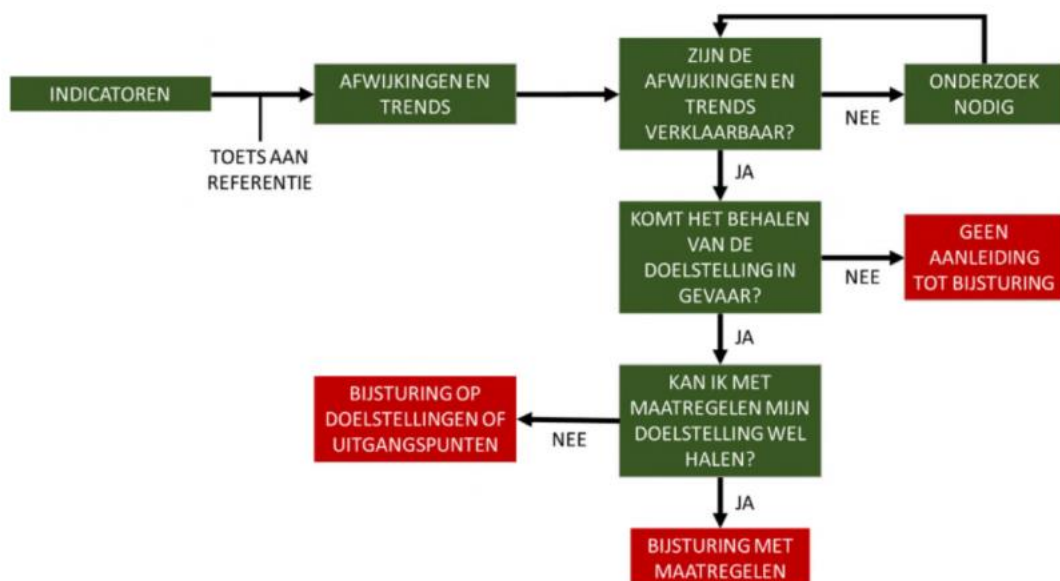 INDICATOREN
TOETS AAN
REFERENTIE
AFWIJKINGEN EN
TRENDS
ZIJN DE
AFWIJKINGEN EN
TRENDS
VERKLAARBAAR?
NEE
ONDERZOEK
NODIG
JA
KOMT HET BEHALEN
VAN DE
DOELSTELLING IN
GEVAAR?
NEE
GEEN
AANLEIDING
TOT BIJSTURING
JA
KAN IK MET
MAATREGELEN MIJN
DOELSTELLING WEL
HALEN?
NEE
BIJSTURING OP
DOELSTELLINGEN OF
UITGANGSPUNTEN
JA
BIJSTURING MET
MAATREGELEN